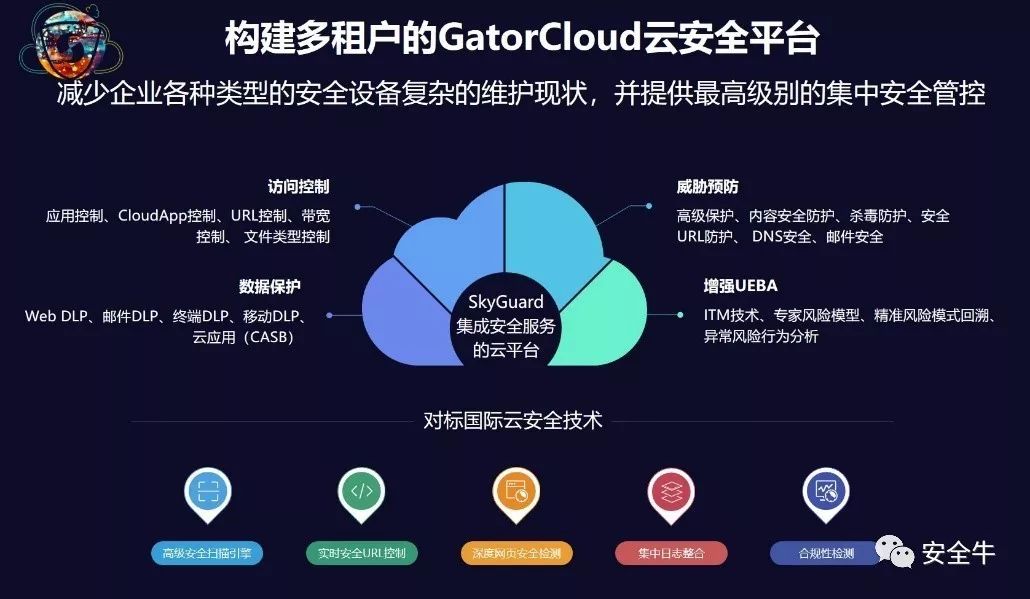 构建多租户的GatorCloud云安全平台
减少企业各种类型的安全设备复杂的维护现状，并提供最高级别的集中安全管控
访问控制
应用控制、CloudApp控制、URL控制、带宽
控制、 文件类型控制
威胁预防
高级保护、内容安全防护、杀毒防护、安全
URL防护、 DNS安全、邮件安全
数据保护
Web DLP、邮件DLP、终端DLP、移动DLP、
云应用（CASB）
SkyGuard
集成安全服务
的云平台
增强UEBA
ITM技术、专家风险模型、精准风险模式回溯、
异常风险行为分析
对标国际云安全技术
高级安全扫描引擎
实时安全URL控制
深度网页安全检测
集中日志整合
合规性检测
安全牛